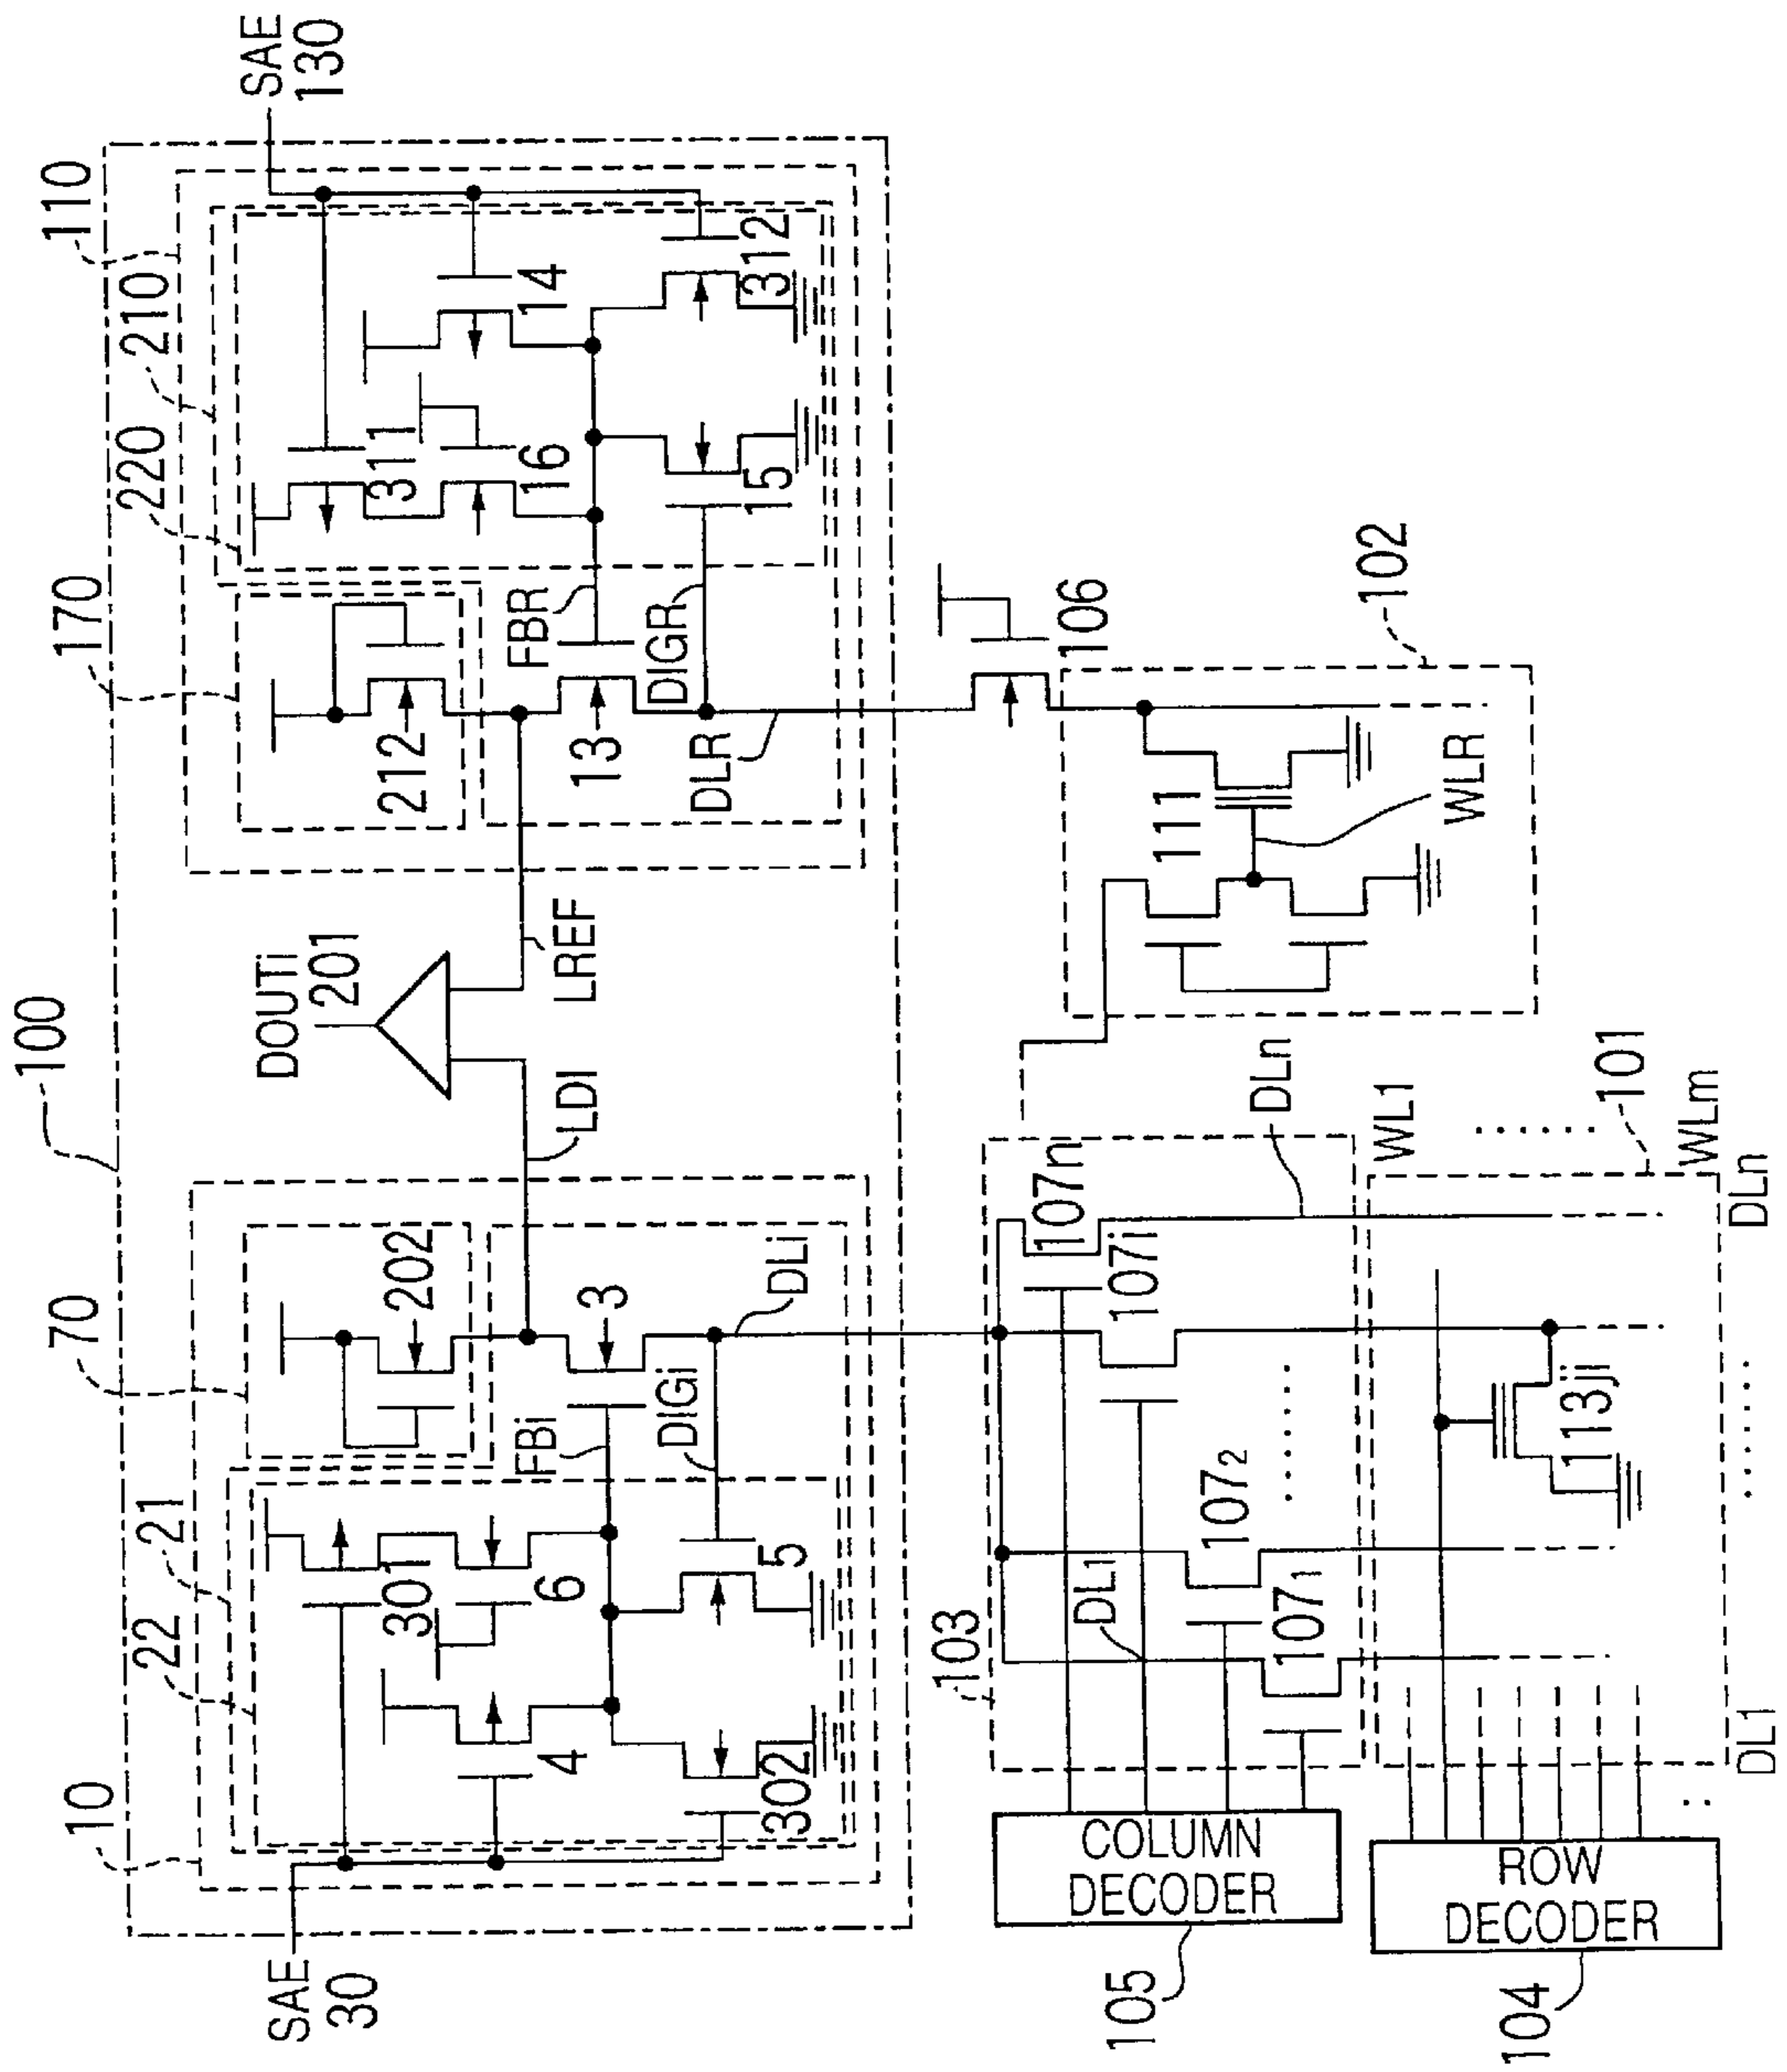 100
10
22
21
70
170
220
210
110
SAE
30
SAE
130
DOUTi
201
301
6
4
302
5
202
3
FBi
DIGi
DLi
LDI
LREF
212
13
FBR
DIGR
DLR
311
16
14
15
312
106
102
111
WLR
103
DL1
107₁
107₂
107i
107n
DLn
COLUMN
DECODER
105
ROW
DECODER
104
WL1
WLm
101
113ji
DL1
DLn